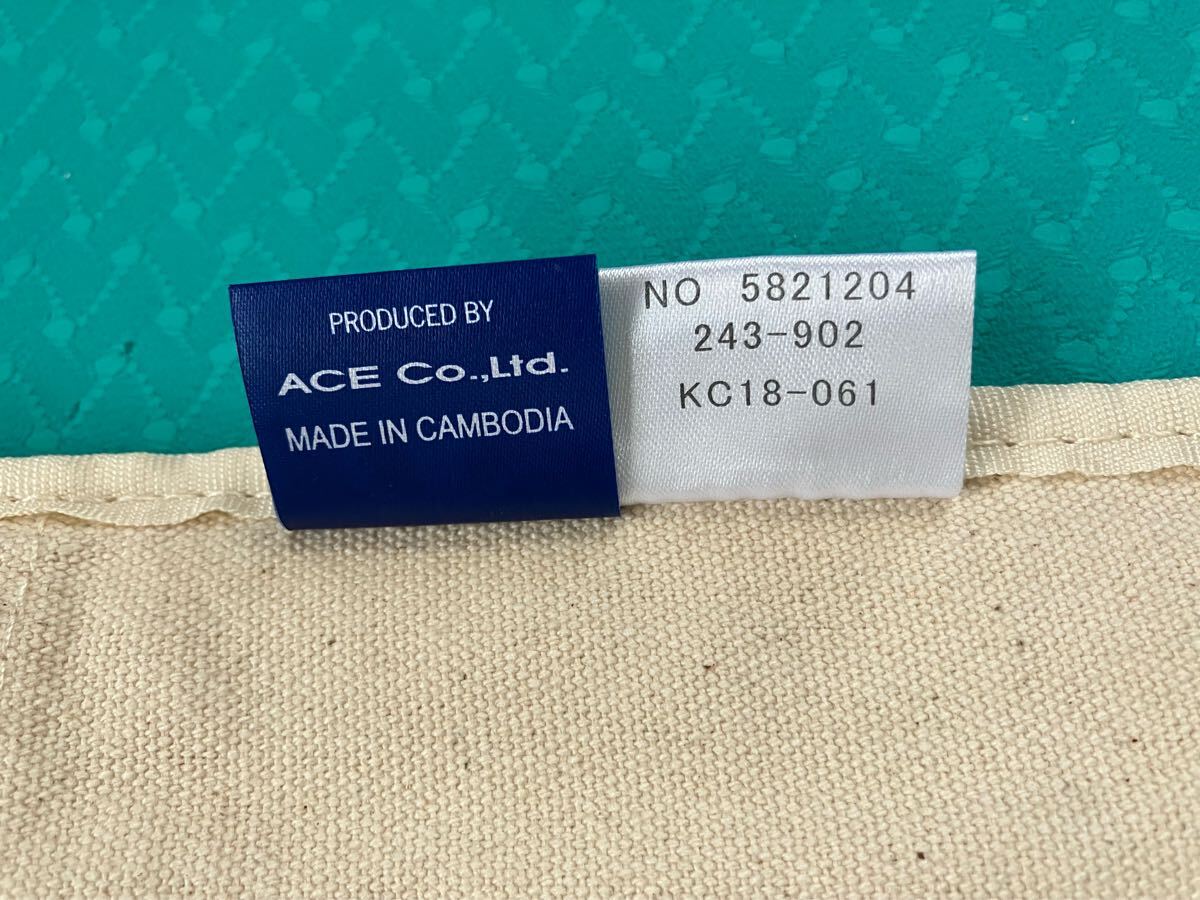 PRODUCED BY
ACE Co.,Ltd.
MADE IN CAMBODIA
NO 5821204
243-902
KC18-061